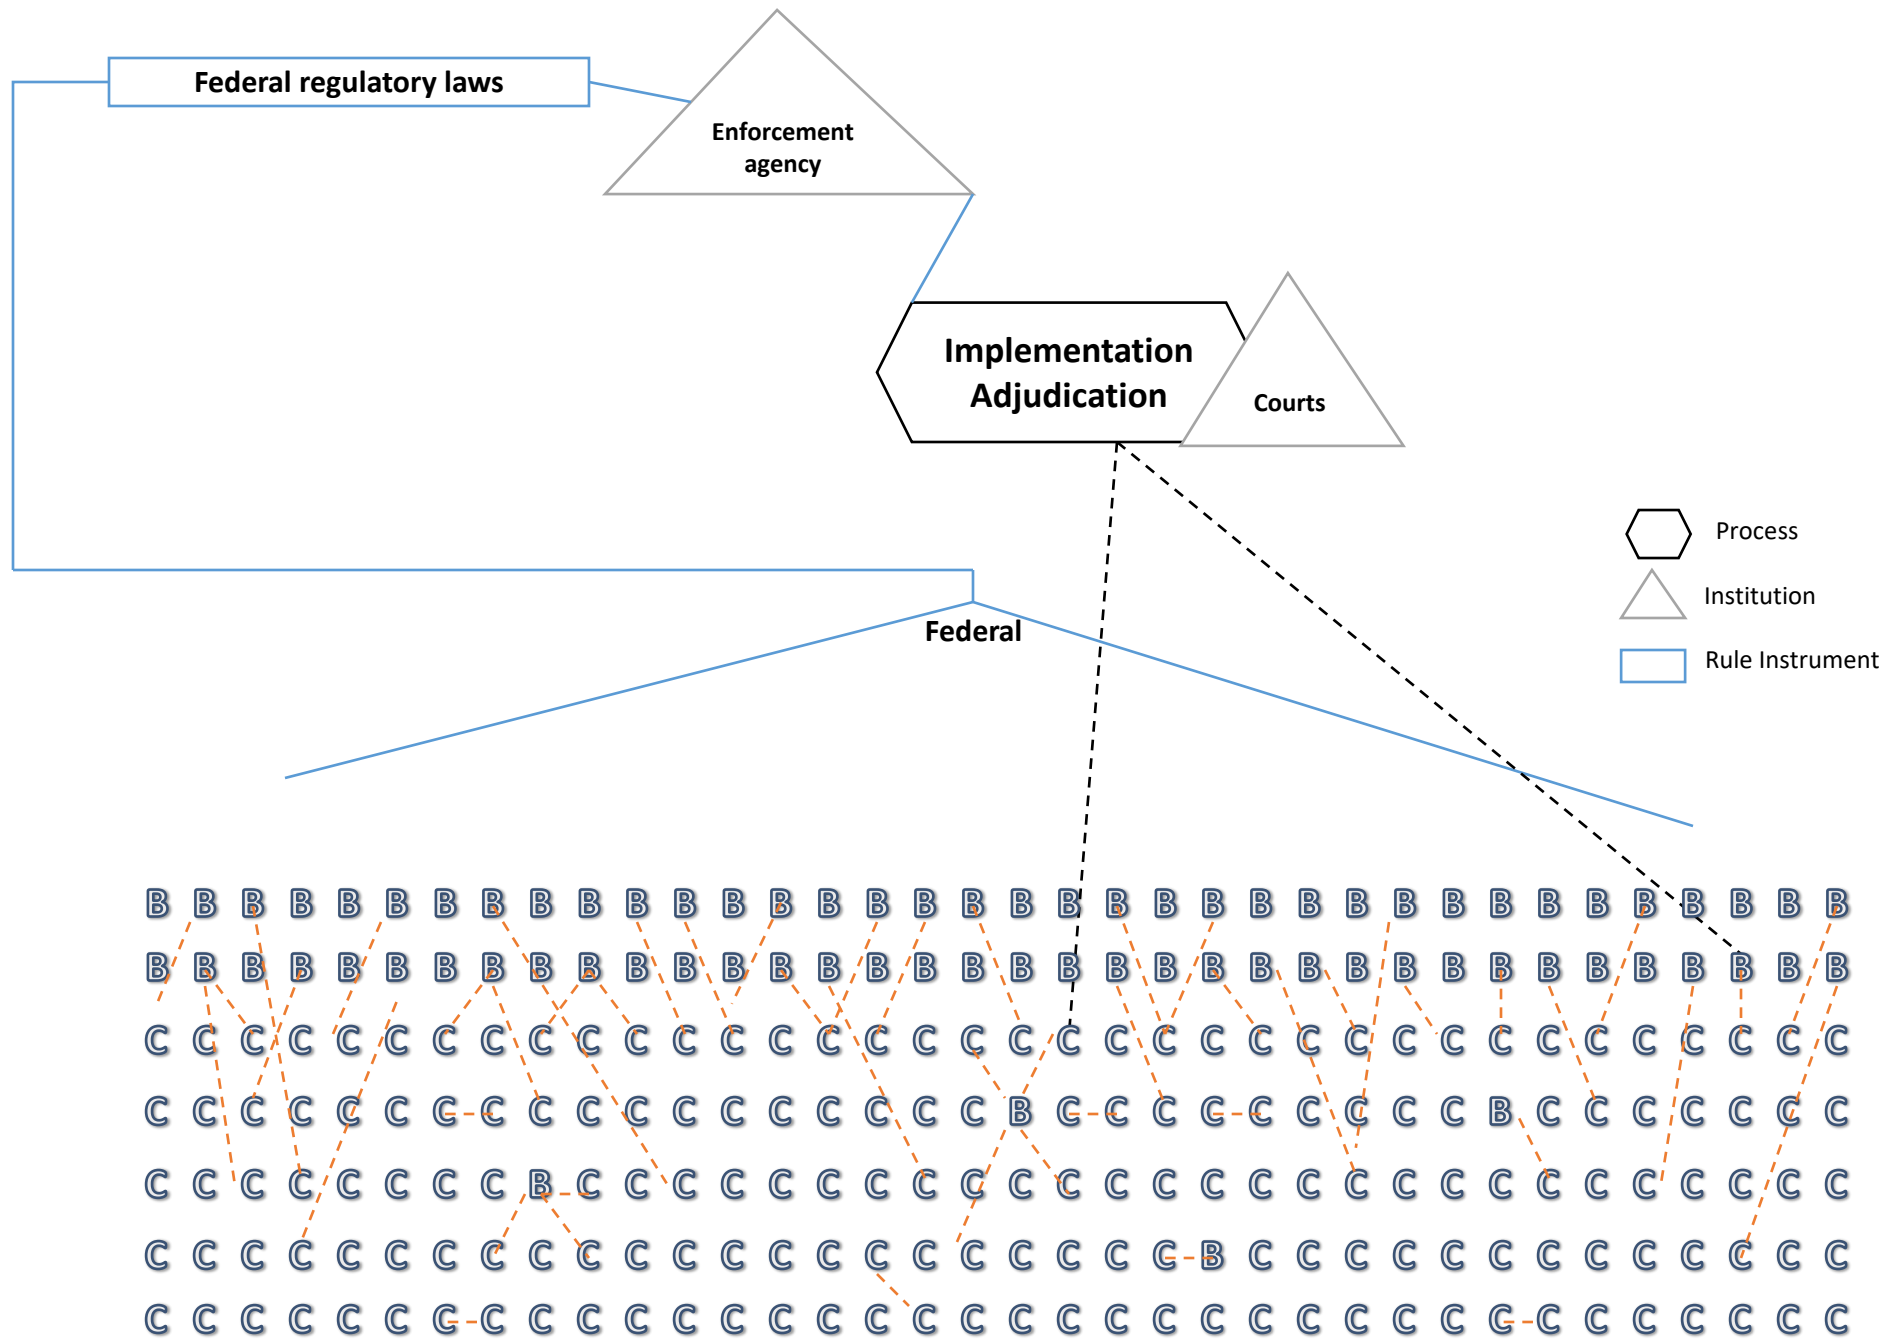 Federal regulatory laws
Enforcement
agency
Implementation
Adjudication
Courts
Process
Institution
Rule Instrument
Federal
B B B B B B B B B B B B B B B B B B B B B B B B B B B B B B B B B B B B
B B B B B B B B B B B B B B B B B B B B B B B B B B B B B B B B B B B B
C C C C C C C C C C C C C C C C C C C C C C C C C C C C C C C C C C C C
C C C C C C C C C C C C C C C C C C B C C C C C C C C C B C C C C C C C
C C C C C C C C B C C C C C C C C C C C C C C C C C C C C C C C C C C C
C C C C C C C C C C C C C C C C C C C C C C B C C C C C C C C C C C C C
C C C C C C C C C C C C C C C C C C C C C C C C C C C C C C C C C C C C